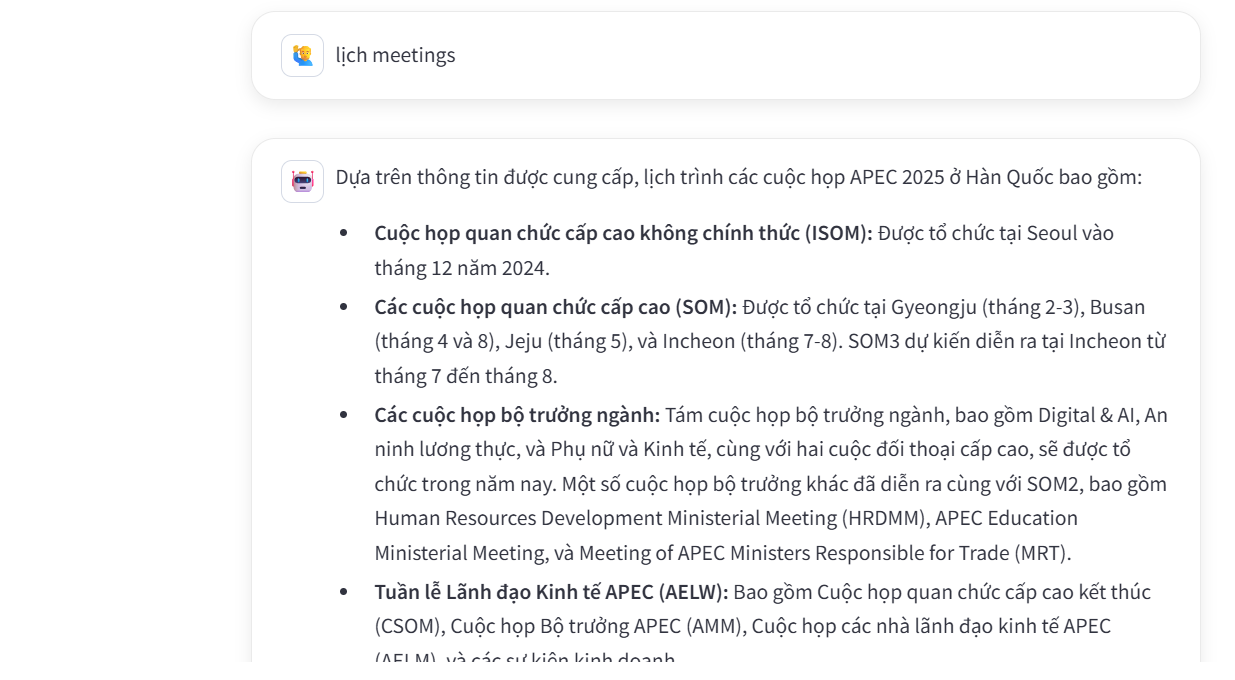 lịch meetings
Dựa trên thông tin được cung cấp, lịch trình các cuộc họp APEC 2025 ở Hàn Quốc bao gồm:
Cuộc họp quan chức cấp cao không chính thức (ISOM): Được tổ chức tại Seoul vào
tháng 12 năm 2024.
Các cuộc họp quan chức cấp cao (SOM): Được tổ chức tại Gyeongju (tháng 2-3), Busan
(tháng 4 và 8), Jeju (tháng 5), và Incheon (tháng 7-8). SOM3 dự kiến diễn ra tại Incheon từ
tháng 7 đến tháng 8.
Các cuộc họp bộ trưởng ngành: Tám cuộc họp bộ trưởng ngành, bao gồm Digital & AI, An
ninh lương thực, và Phụ nữ và Kinh tế, cùng với hai cuộc đối thoại cấp cao, sẽ được tổ
chức trong năm nay. Một số cuộc họp bộ trưởng khác đã diễn ra cùng với SOM2, bao gồm
Human Resources Development Ministerial Meeting (HRDMM), APEC Education
Ministerial Meeting, và Meeting of APEC Ministers Responsible for Trade (MRT).
Tuần lễ Lãnh đạo Kinh tế APEC (AELW): Bao gồm Cuộc họp quan chức cấp cao kết thúc
(CSOM), Cuộc họp Bộ trưởng APEC (AMM), Cuộc họp các nhà lãnh đạo kinh tế APEC
(AELM), và các sự kiện kinh doanh.